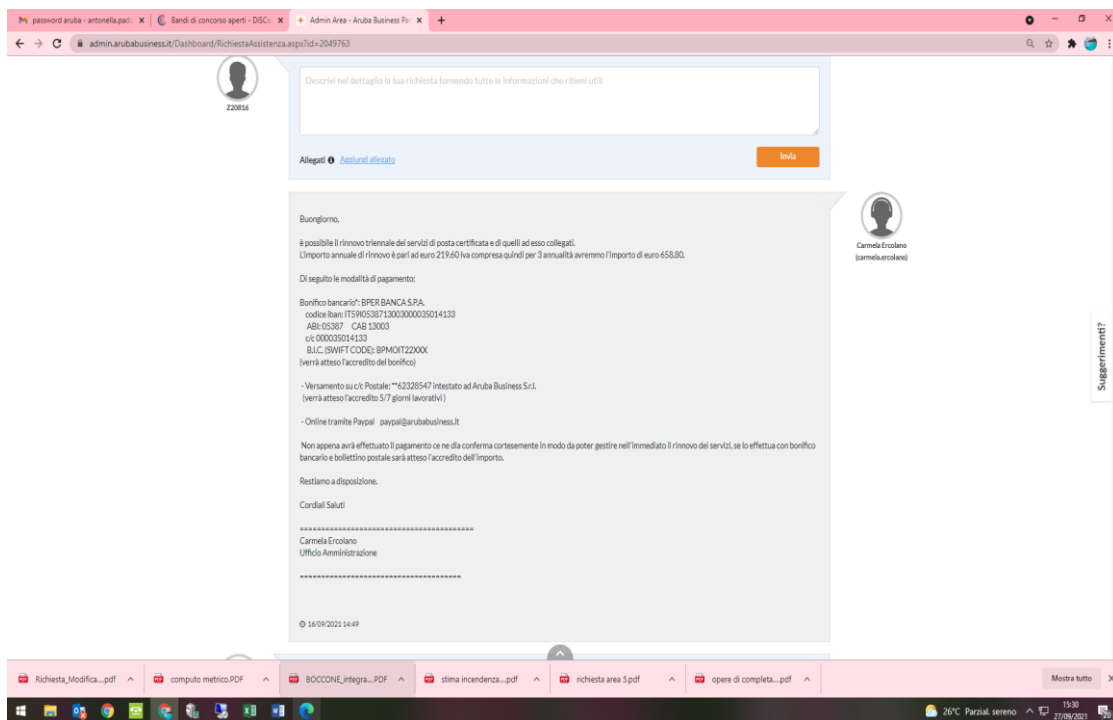 password aruba - antonella.pado
Bandi di concorso aperti - DiSCo
Admin Area - Aruba Business Pan
admin.arubabusiness.it/Dashboard/RichiestaAssistenza.aspx?id=2049763
Z20816
Descrivi nel dettaglio la tua richiesta fornendo tutte le informazioni che ritieni utili
Allegati Aggiungi allegato
Invia
Buongiorno,
è possibile il rinnovo triennale dei servizi di posta certificata e di quelli ad esso collegati.
L'importo annuale di rinnovo è pari ad euro 219,60 iva compresa quindi per 3 annualità avremmo l'importo di euro 658,80.
Di seguito le modalità di pagamento:
Bonifico bancario*: BPER BANCA S.P.A.
codice iban: IT59I0538713003000035014133
ABI: 05387 CAB 13003
c/c 000035014133
B.I.C. (SWIFT CODE): BPMOIT22XXX
(verrà atteso l'accredito del bonifico)
- Versamento su c/c Postale: **62328547 intestato ad Aruba Business S.r.l.
(verrà atteso l'accredito 5/7 giorni lavorativi )
- Online tramite Paypal paypal@arubabusiness.it
Non appena avrà effettuato il pagamento ce ne dia conferma cortesemente in modo da poter gestire nell'immediato il rinnovo dei servizi, se lo effettua con bonifico
bancario e bollettino postale sarà atteso l'accredito dell'importo.
Restiamo a disposizione.
Cordiali Saluti
=========================================
Carmela Ercolano
Ufficio Amministrazione
======================================
16/09/2021 14:49
Carmela Ercolano
(carmela.ercolano)
Suggerimenti?
Richiesta_Modifica....pdf
computo metrico.PDF
BOCCONE_integra....PDF
stima incendenza....pdf
richiesta area 5.pdf
opere di completa....pdf
Mostra tutto
26°C Parzial. sereno
15:30
27/09/2021